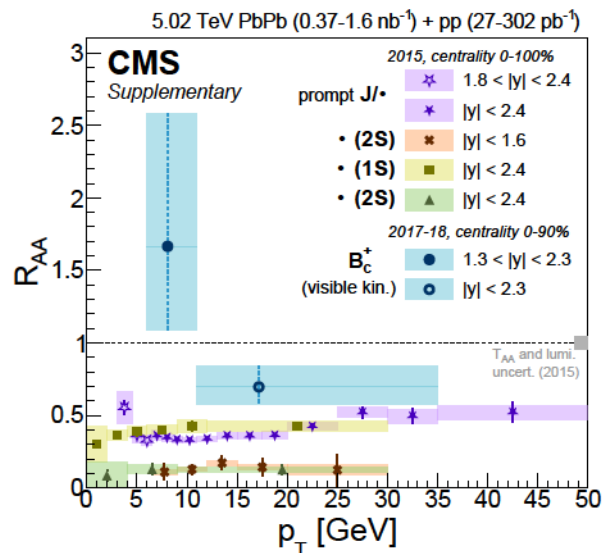 5.02 TeV PbPb (0.37-1.6 nb⁻¹) + pp (27-302 pb⁻¹)
CMS
Supplementary
2015, centrality 0-100%
prompt J/•
1.8 < |y| < 2.4
|y| < 2.4
• (2S) |y| < 1.6
• (1S) |y| < 2.4
• (2S) |y| < 2.4
2017-18, centrality 0-90%
B_c^+
(visible kin.)
1.3 < |y| < 2.3
|y| < 2.3
T_AA and lumi.
uncert. (2015)
R_AA
3
2.5
2
1.5
1
0.5
0
0 5 10 15 20 25 30 35 40 45 50
p_T [GeV]